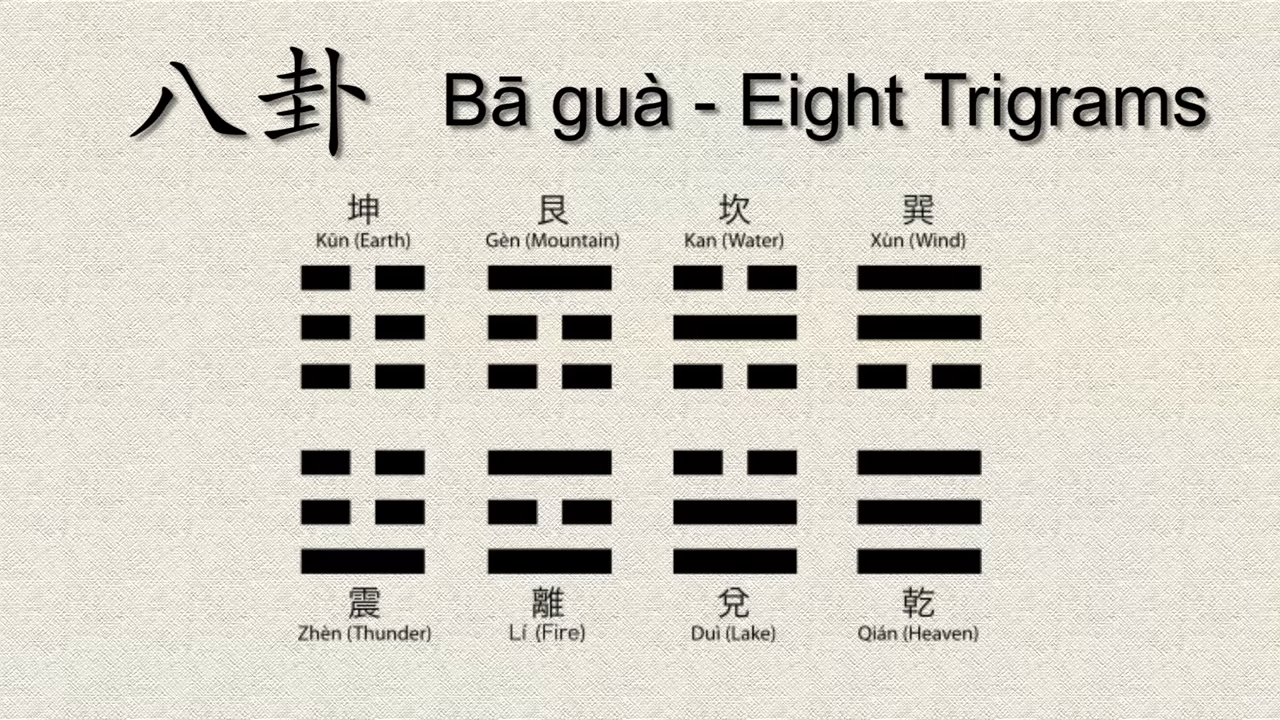 八卦 Bā guà - Eight Trigrams
坤 艮 坎 巽
Kūn (Earth) Gèn (Mountain) Kan (Water) Xùn (Wind)
震 離 兌 乾
Zhèn (Thunder) Lí (Fire) Duì (Lake) Qián (Heaven)